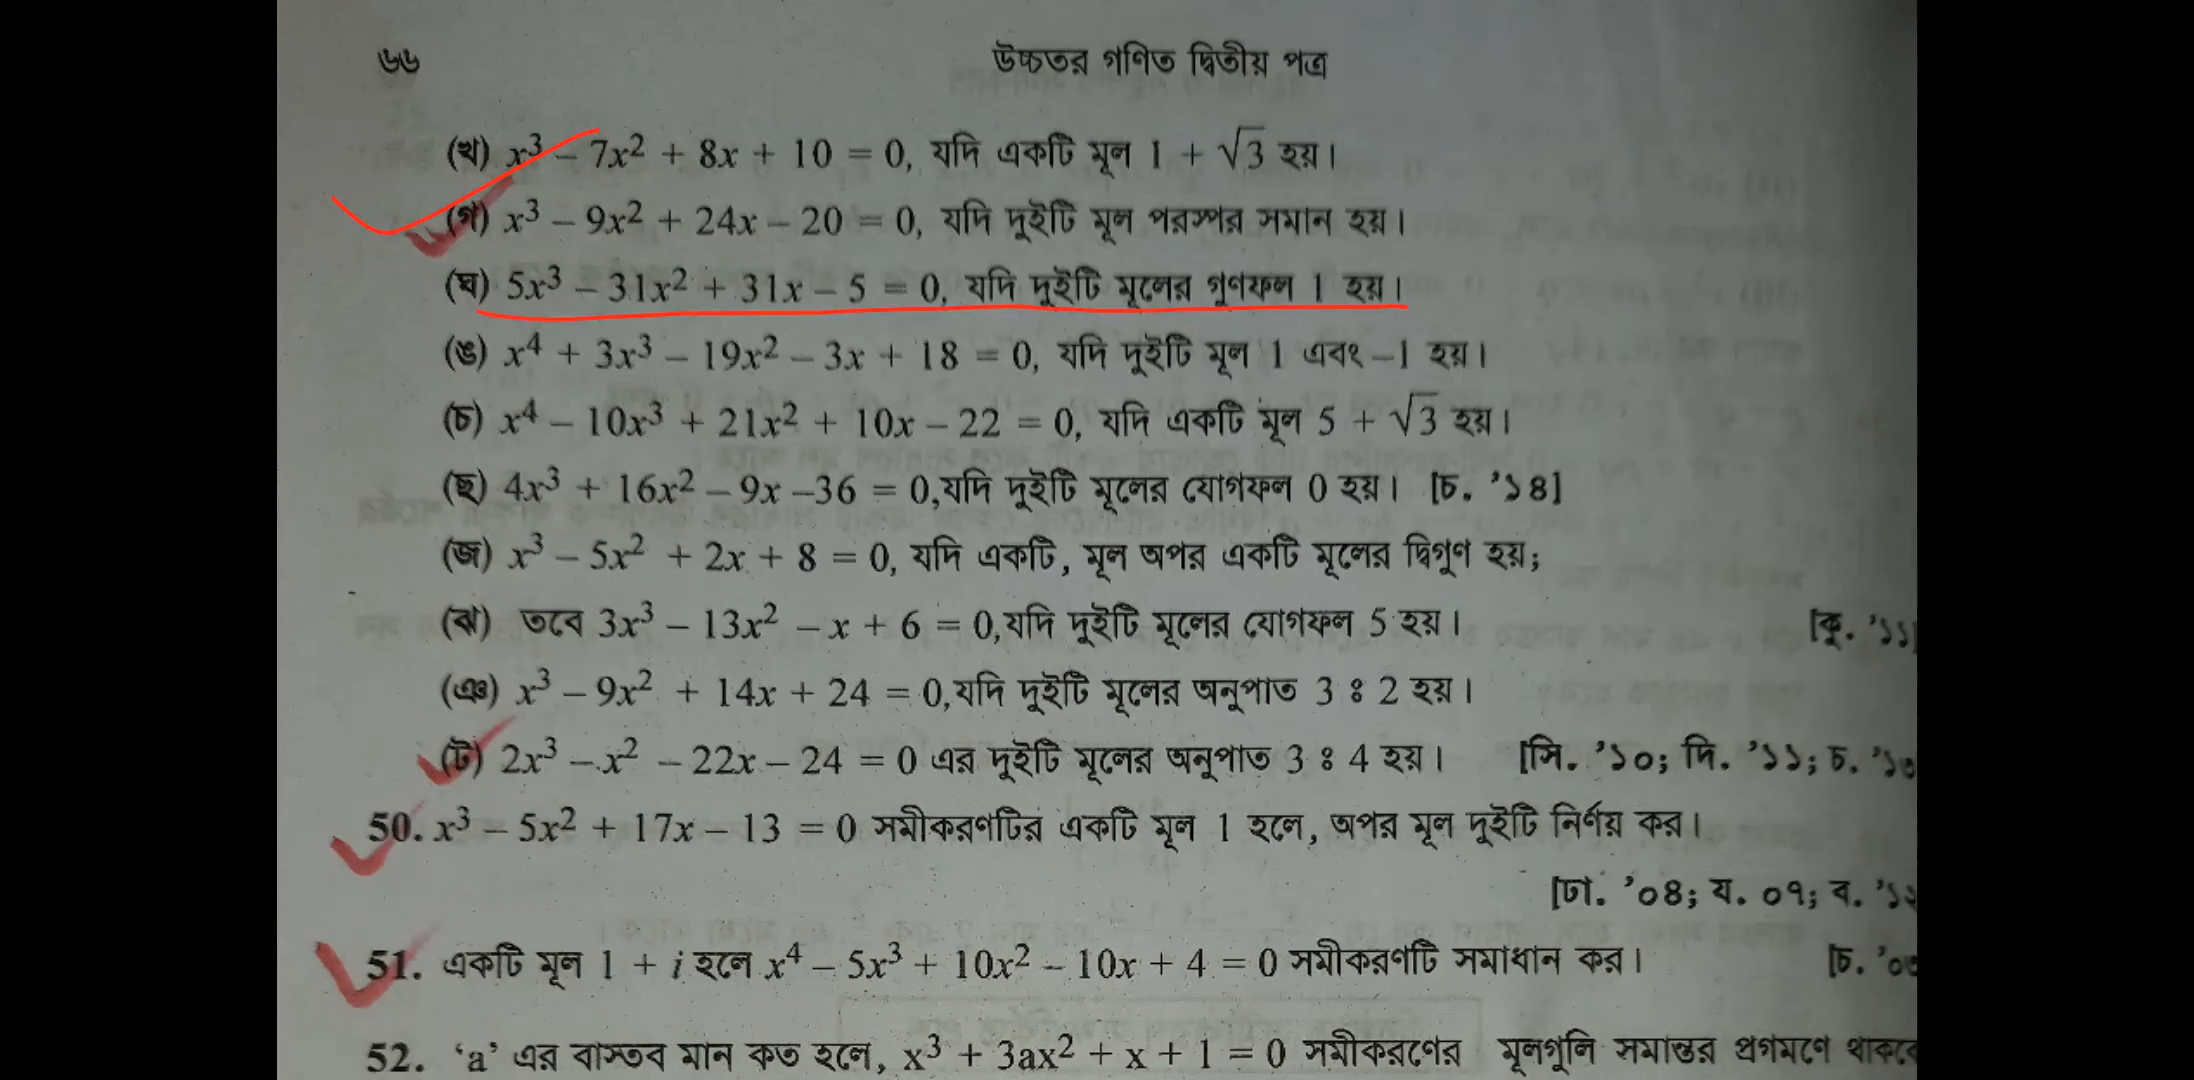 ৬৬ উচ্চতর গণিত দ্বিতীয় পত্র
(খ) x³ – 7x² + 8x + 10 = 0, যদি একটি মূল 1 + √3 হয়।
(গ) x³ – 9x² + 24x – 20 = 0, যদি দুইটি মূল পরস্পর সমান হয়।
(ঘ) 5x³ – 31x² + 31x – 5 = 0, যদি দুইটি মূলের গুণফল 1 হয়।
(ঙ) x⁴ + 3x³ – 19x² – 3x + 18 = 0, যদি দুইটি মূল 1 এবং –1 হয়।
(চ) x⁴ – 10x³ + 21x² + 10x – 22 = 0, যদি একটি মূল 5 + √3 হয়।
(ছ) 4x³ + 16x² – 9x –36 = 0,যদি দুইটি মূলের যোগফল 0 হয়। [চ. ’১৪]
(জ) x³ – 5x² + 2x + 8 = 0, যদি একটি, মূল অপর একটি মূলের দ্বিগুণ হয়;
(ঝ) তবে 3x³ – 13x² – x + 6 = 0,যদি দুইটি মূলের যোগফল 5 হয়। [কু. ’১১]
(ঞ) x³ – 9x² + 14x + 24 = 0,যদি দুইটি মূলের অনুপাত 3 ঃ 2 হয়।
(ট) 2x³ – x² – 22x – 24 = 0 এর দুইটি মূলের অনুপাত 3 ঃ 4 হয়। [সি. ’১০; দি. ’১১; চ.
50. x³ – 5x² + 17x – 13 = 0 সমীকরণটির একটি মূল 1 হলে, অপর মূল দুইটি নির্ণয় কর।
[ঢা. ’০৪; য. ০৭; ব.
51. একটি মূল 1 + i হলে x⁴ – 5x³ + 10x² – 10x + 4 = 0 সমীকরণটি সমাধান কর। [চ.
52. ‘a’ এর বাস্তব মান কত হলে, x³ + 3ax² + x + 1 = 0 সমীকরণের মূলগুলি সমান্তর প্রগমণে